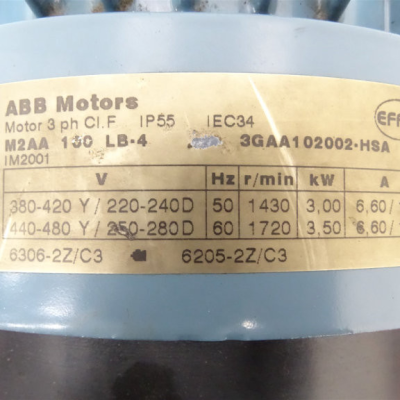 ABB Motors
Motor 3 ph Cl.F IP55 IEC34
EFF
M2AA 100 LB-4 3GAA102002-HSA
IM2001
V Hz r/min kW A
380-420 Y / 220-240D 50 1430 3,00 6,60/
440-480 Y / 250-280D 60 1720 3,50 6,60/
6306-2Z/C3 6205-2Z/C3